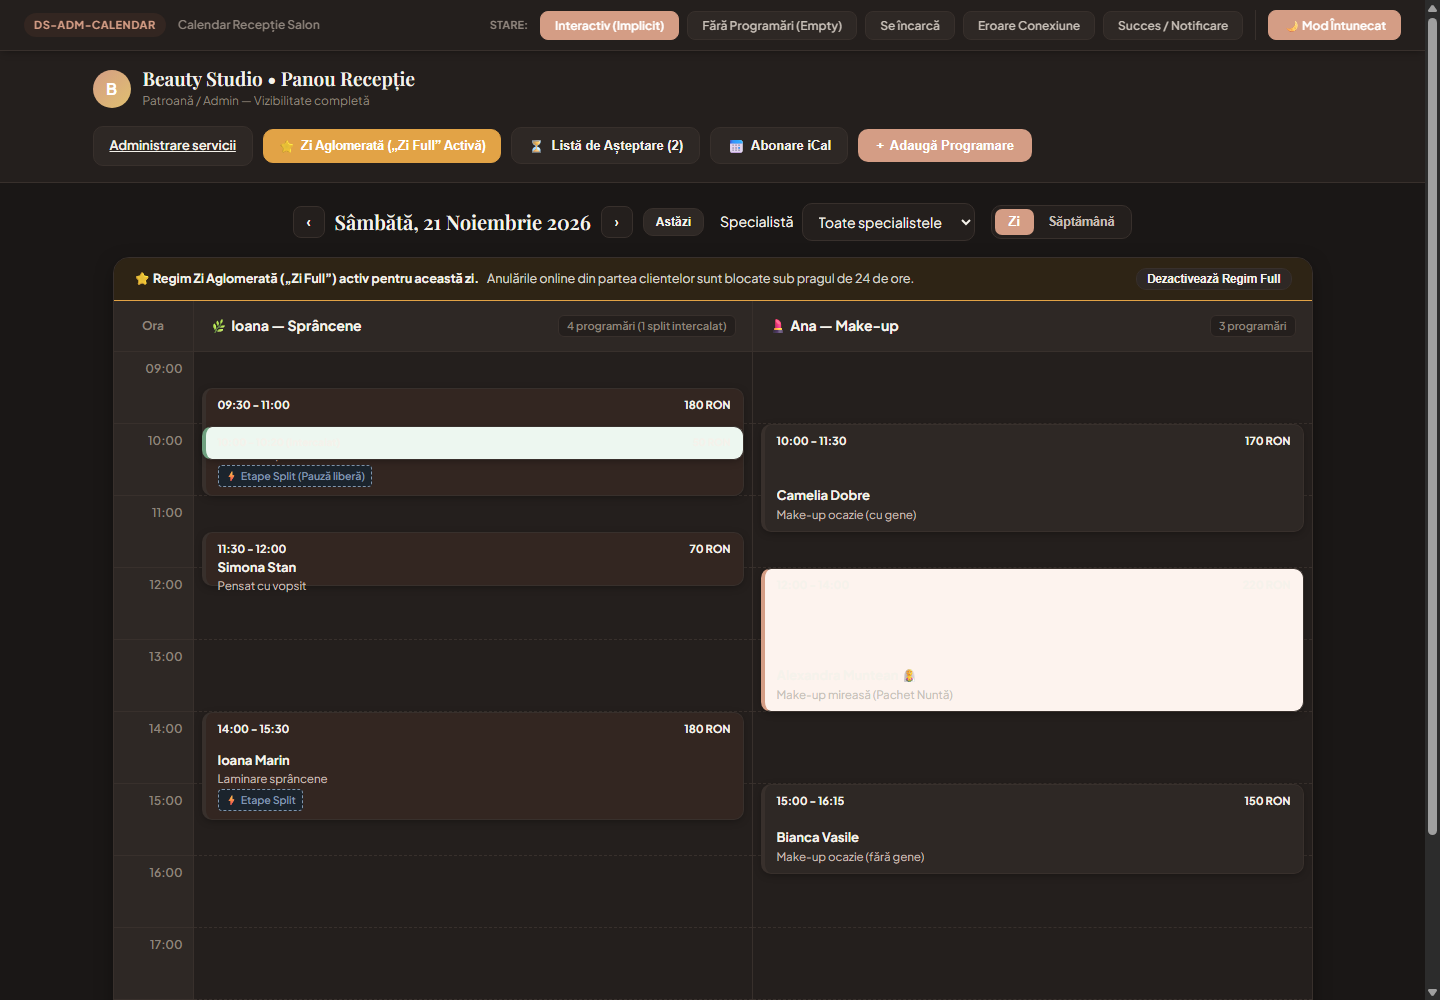 DS-ADM-CALENDAR
Calendar Recepție Salon
STARE:
Interactiv (Implicit)
Fără Programări (Empty)
Se încarcă
Eroare Conexiune
Succes / Notificare
🌙 Mod Întunecat
B
Beauty Studio • Panou Recepție
Patroană / Admin — Vizibilitate completă
Administrare servicii
⭐ Zi Aglomerată („Zi Full” Activă)
⏳ Listă de Așteptare (2)
📅 Abonare iCal
+ Adaugă Programare
‹
Sâmbătă, 21 Noiembrie 2026
›
Astăzi
Specialistă
Toate specialistele
Zi
Săptămână
⭐ Regim Zi Aglomerată („Zi Full”) activ pentru această zi. Anulările online din partea clientelor sunt blocate sub pragul de 24 de ore.
Dezactivează Regim Full
Ora
🌿 Ioana — Sprâncene
4 programări (1 split intercalat)
💄 Ana — Make-up
3 programări
09:00
09:30 – 11:00
180 RON
10:00
⚡ Etape Split (Pauză liberă)
10:00 – 11:30
170 RON
Camelia Dobre
Make-up ocazie (cu gene)
11:00
11:30 – 12:00
70 RON
Simona Stan
Pensat cu vopsit
12:00
👰
Make-up mireasă (Pachet Nuntă)
13:00
14:00
14:00 – 15:30
180 RON
Ioana Marin
Laminare sprâncene
⚡ Etape Split
15:00
15:00 – 16:15
150 RON
Bianca Vasile
Make-up ocazie (fără gene)
16:00
17:00